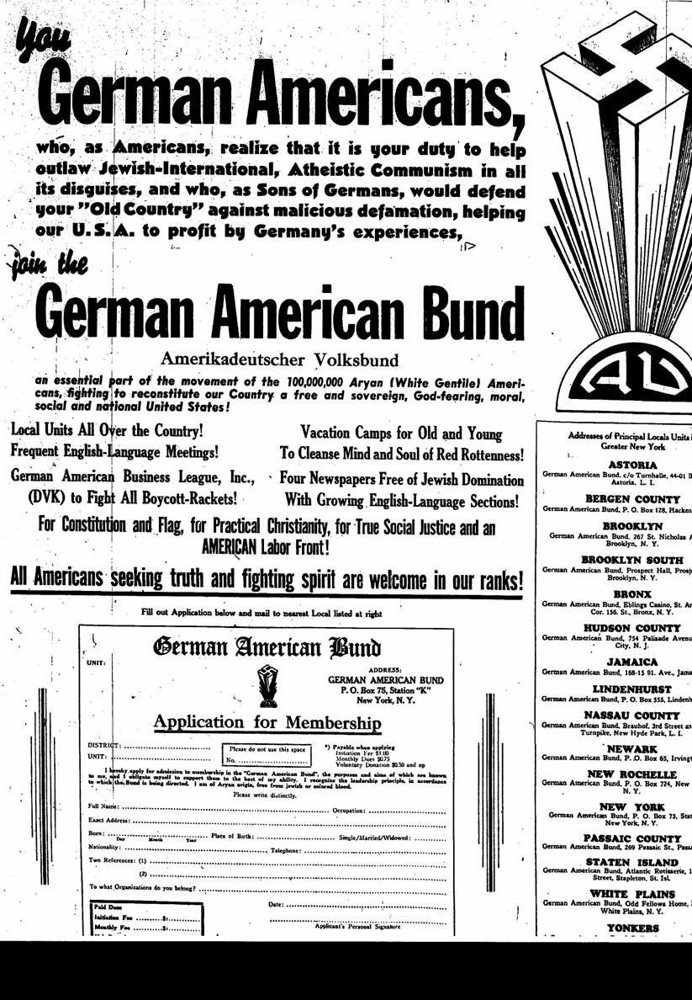 You
German Americans,
who, as Americans, realize that it is your duty to help
outlaw Jewish-International, Atheistic Communism in all
its disguises, and who, as Sons of Germans, would defend
your "Old Country" against malicious defamation, helping
our U.S.A. to profit by Germany's experiences,
join the
German American Bund
Amerikadeutscher Volksbund
an essential part of the movement of the 100,000,000 Aryan (White Gentile) Ameri-
cans, fighting to reconstitute our Country a free and sovereign, God-fearing, moral,
social and national United States!
Local Units All Over the Country!
Frequent English-Language Meetings!
German American Business League, Inc.,
(DVK) to Fight All Boycott-Rackets!
Vacation Camps for Old and Young
To Cleanse Mind and Soul of Red Rottenness!
Four Newspapers Free of Jewish Domination
With Growing English-Language Sections!
For Constitution and Flag, for Practical Christianity, for True Social Justice and an
AMERICAN Labor Front!
All Americans seeking truth and fighting spirit are welcome in our ranks!
Fill out Application below and mail to nearest Local listed at right
German American Bund
UNIT:
ADDRESS:
GERMAN AMERICAN BUND
P. O. Box 75, Station "K"
New York, N. Y.
Application for Membership
DISTRICT:
UNIT:
Please do not use this space
No.
*) Payable when applying
Initiation Fee $1.00
Monthly Dues $0.75
Voluntary Donation $0.50 and up
I hereby apply for admission to membership in the "German American Bund", the purposes and aims of which are known
to me, and I obligate myself to support them to the best of my ability. I recognize the leadership principle, in accordance
to which the Bund is being directed. I am of Aryan origin, free from jewish or colored blood.
Please write distinctly.
Full Name: Occupation:
Exact Address:
Born: Place of Birth: Single/Married/Widowed:
Day Month Year
Nationality: Telephone:
Two References: (1)
(2)
To what Organizations do you belong?
Paid Dues
Initiation Fee $:
Monthly Fee $:
Date:
Applicant's Personal Signature
AV
Addresses of Principal Locals Units
Greater New York
ASTORIA
German American Bund, c/o Turnhalle, 44-01
Astoria, L. I.
BERGEN COUNTY
German American Bund, P. O. Box 128, Hacken
BROOKLYN
German American Bund, 267 St. Nicholas A
Brooklyn, N. Y.
BROOKLYN SOUTH
German American Bund, Prospect Hall, Prosp
Brooklyn, N. Y.
BRONX
German American Bund, Eblings Casino, St. An
Cor. 156. St., Bronx, N. Y.
HUDSON COUNTY
German American Bund, 754 Palisade Avenu
City, N. J.
JAMAICA
German American Bund, 168-15 91. Ave., Jama
LINDENHURST
German American Bund, P. O. Box 555, Lindenh
NASSAU COUNTY
German American Bund, Brauhof, 3rd Street an
Turnpike, New Hyde Park, L. I.
NEWARK
German American Bund, P. O. Box 65, Irvingt
NEW ROCHELLE
German American Bund, P. O. Box 724, New
N. Y.
NEW YORK
German American Bund, P. O. Box 75, Stat
New York, N. Y.
PASSAIC COUNTY
German American Bund, 269 Passaic St., Passa
STATEN ISLAND
German American Bund, Atlantic Rotisserie, 1
Street, Stapleton, St. Isl.
WHITE PLAINS
German American Bund, Odd Fellows Home,
White Plains, N. Y.
YONKERS